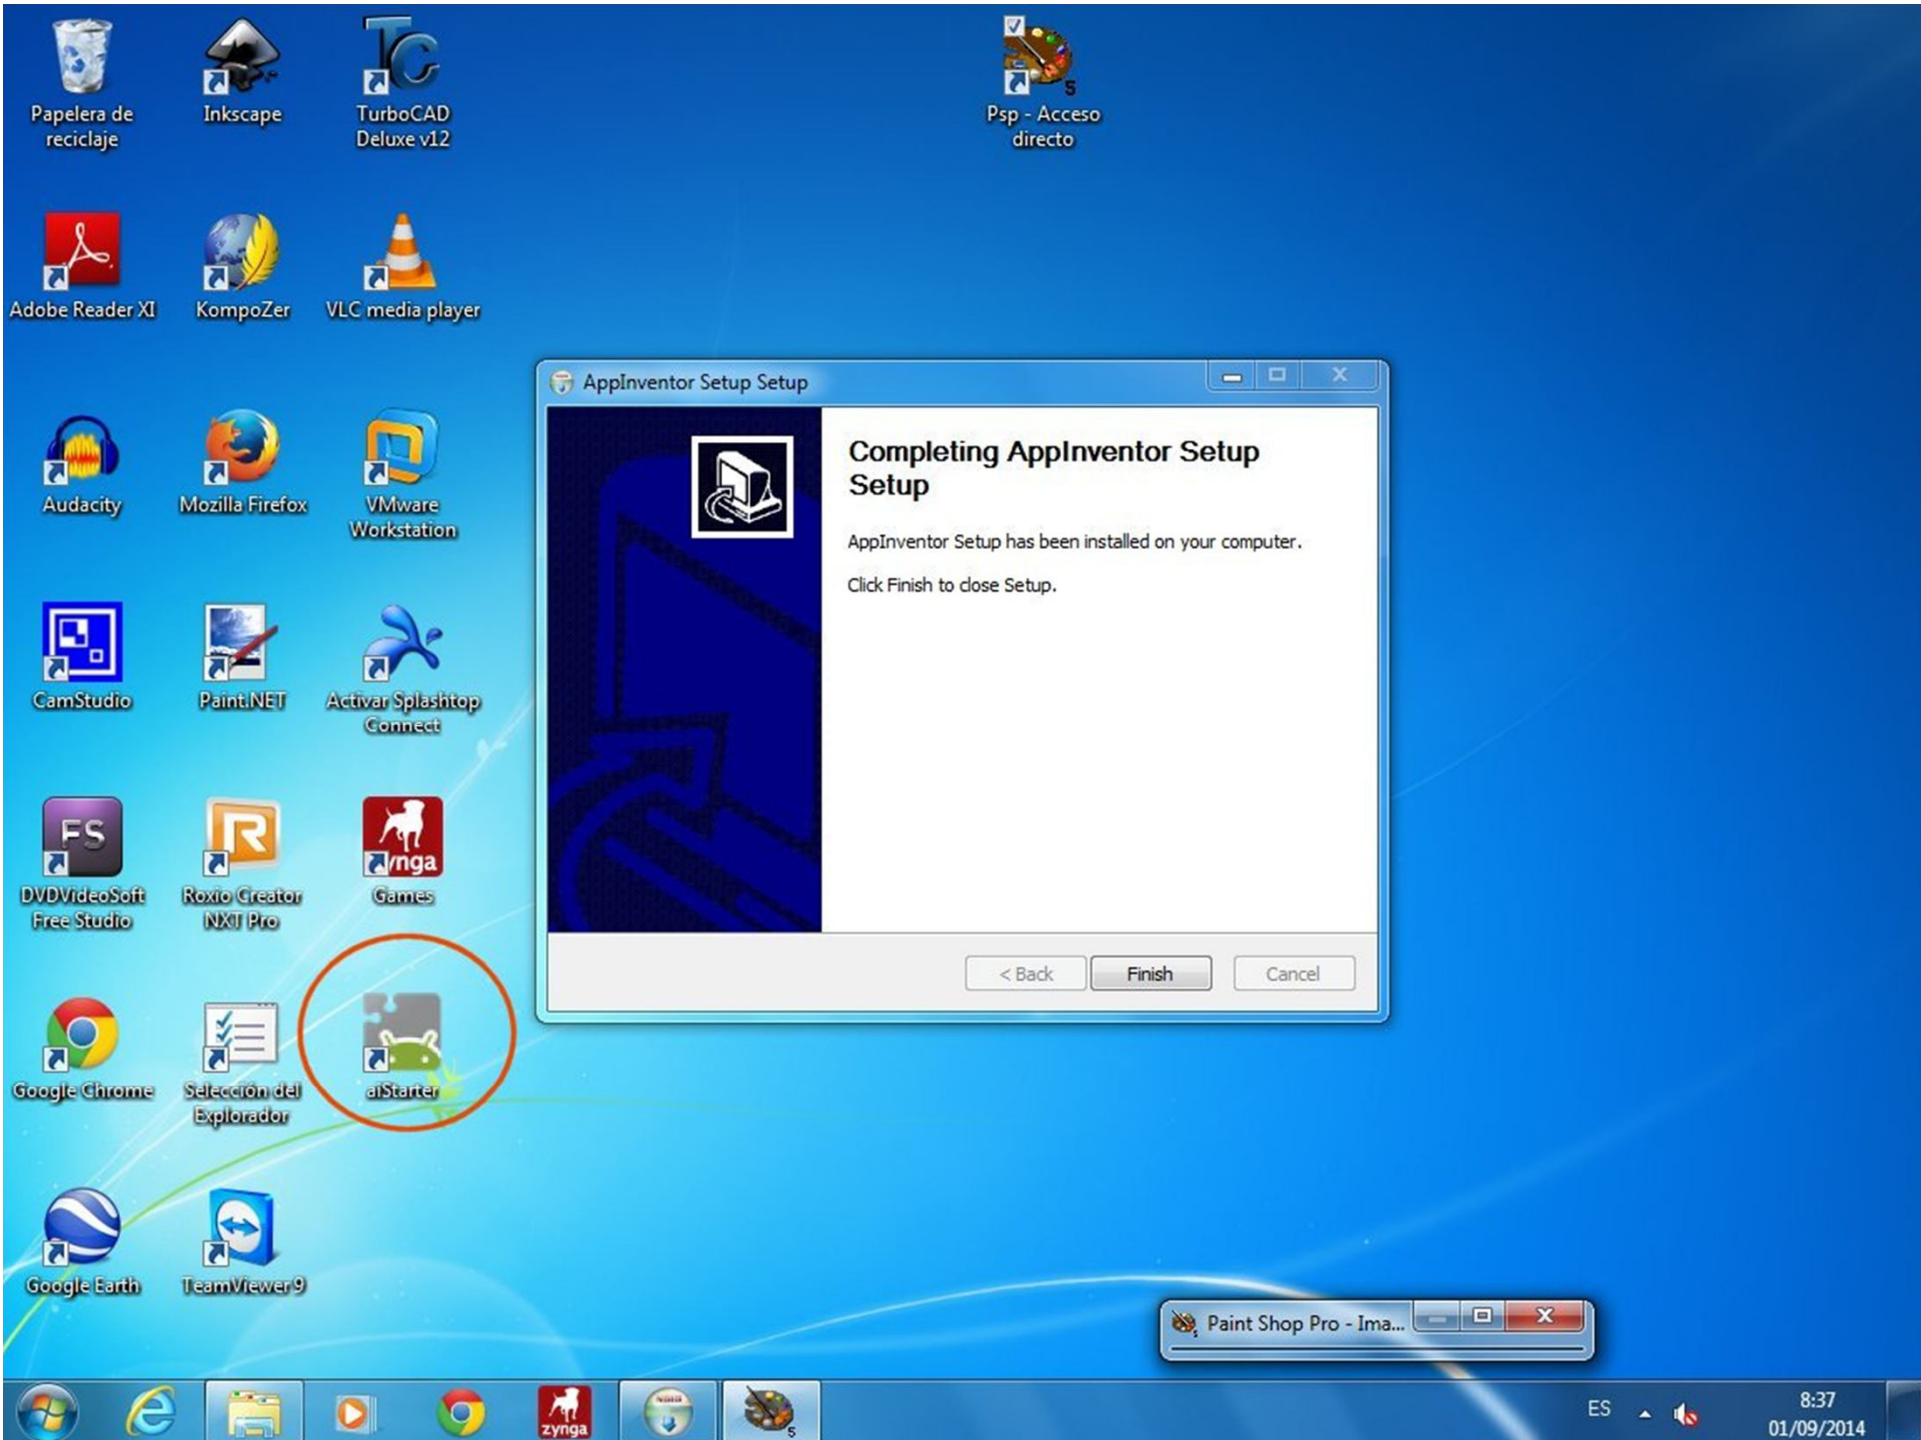 Papelera de
reciclaje
Inkscape
TurboCAD
Deluxe v12
Psp - Acceso
directo
Adobe Reader XI
KompoZer
VLC media player
Audacity
Mozilla Firefox
VMware
Workstation
CamStudio
Paint.NET
Activar Splashtop
Connect
FS
DVDVideoSoft
Free Studio
Roxio Creator
NXT Pro
zynga
Games
Google Chrome
Selección del
Explorador
aiStarter
Google Earth
TeamViewer 9
AppInventor Setup Setup
Completing AppInventor Setup
Setup
AppInventor Setup has been installed on your computer.
Click Finish to close Setup.
< Back
Finish
Cancel
Paint Shop Pro - Ima...
zynga
ES
8:37
01/09/2014